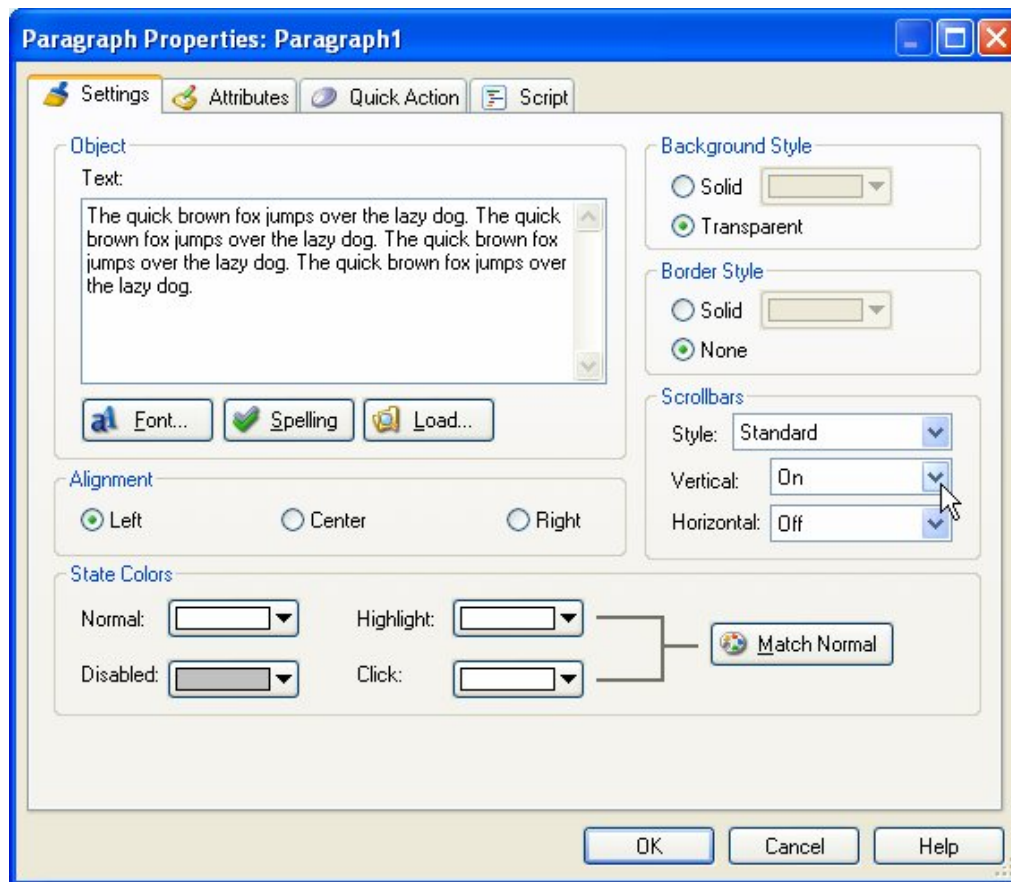 Paragraph Properties: Paragraph1
Settings
Attributes
Quick Action
Script
Object
Text:
The quick brown fox jumps over the lazy dog. The quick
brown fox jumps over the lazy dog. The quick brown fox
jumps over the lazy dog. The quick brown fox jumps over
the lazy dog.
Font...
Spelling
Load...
Alignment
Left
Center
Right
Background Style
Solid
Transparent
Border Style
Solid
None
Scrollbars
Style: Standard
Vertical: On
Horizontal: Off
State Colors
Normal:
Highlight:
Disabled:
Click:
Match Normal
OK
Cancel
Help